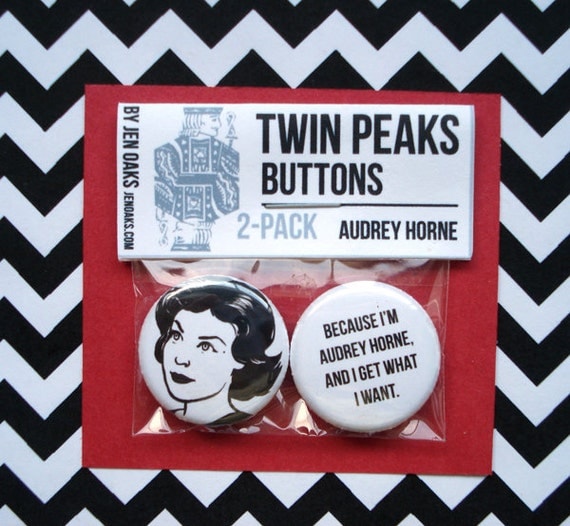 BY JEN OAKS JENOAKS.COM
TWIN PEAKS
BUTTONS
2-PACK AUDREY HORNE
BECAUSE I'M
AUDREY HORNE,
AND I GET WHAT
I WANT.